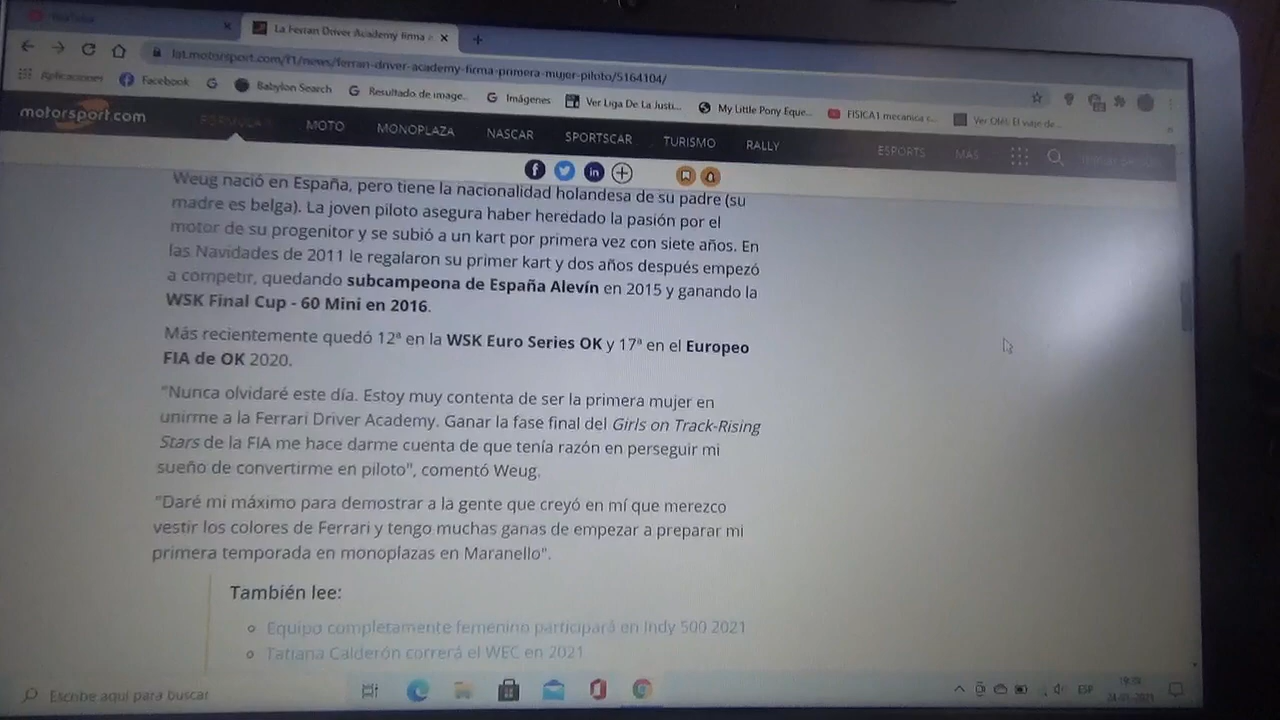 YouTube
La Ferrari Driver Academy firma a
lat.motorsport.com/f1/news/ferrari-driver-academy-firma-primera-mujer-piloto/5164104/
Aplicaciones Facebook Babylon Search Resultado de image... Imágenes Ver Liga De La Justi... My Little Pony Eque... FISICA1 mecanica c... Ver Olé!: El viaje de...
motorsport.com FÓRMULA 1 MOTO MONOPLAZA NASCAR SPORTSCAR TURISMO RALLY ESPORTS MÁS
Weug nació en España, pero tiene la nacionalidad holandesa de su padre (su
madre es belga). La joven piloto asegura haber heredado la pasión por el
motor de su progenitor y se subió a un kart por primera vez con siete años. En
las Navidades de 2011 le regalaron su primer kart y dos años después empezó
a competir, quedando subcampeona de España Alevín en 2015 y ganando la
WSK Final Cup - 60 Mini en 2016.
Más recientemente quedó 12ª en la WSK Euro Series OK y 17ª en el Europeo
FIA de OK 2020.
"Nunca olvidaré este día. Estoy muy contenta de ser la primera mujer en
unirme a la Ferrari Driver Academy. Ganar la fase final del Girls on Track-Rising
Stars de la FIA me hace darme cuenta de que tenía razón en perseguir mi
sueño de convertirme en piloto", comentó Weug.
"Daré mi máximo para demostrar a la gente que creyó en mí que merezco
vestir los colores de Ferrari y tengo muchas ganas de empezar a preparar mi
primera temporada en monoplazas en Maranello".
También lee:
Equipo completamente femenino participará en Indy 500 2021
Tatiana Calderón correrá el WEC en 2021
Escribe aquí para buscar
ESP